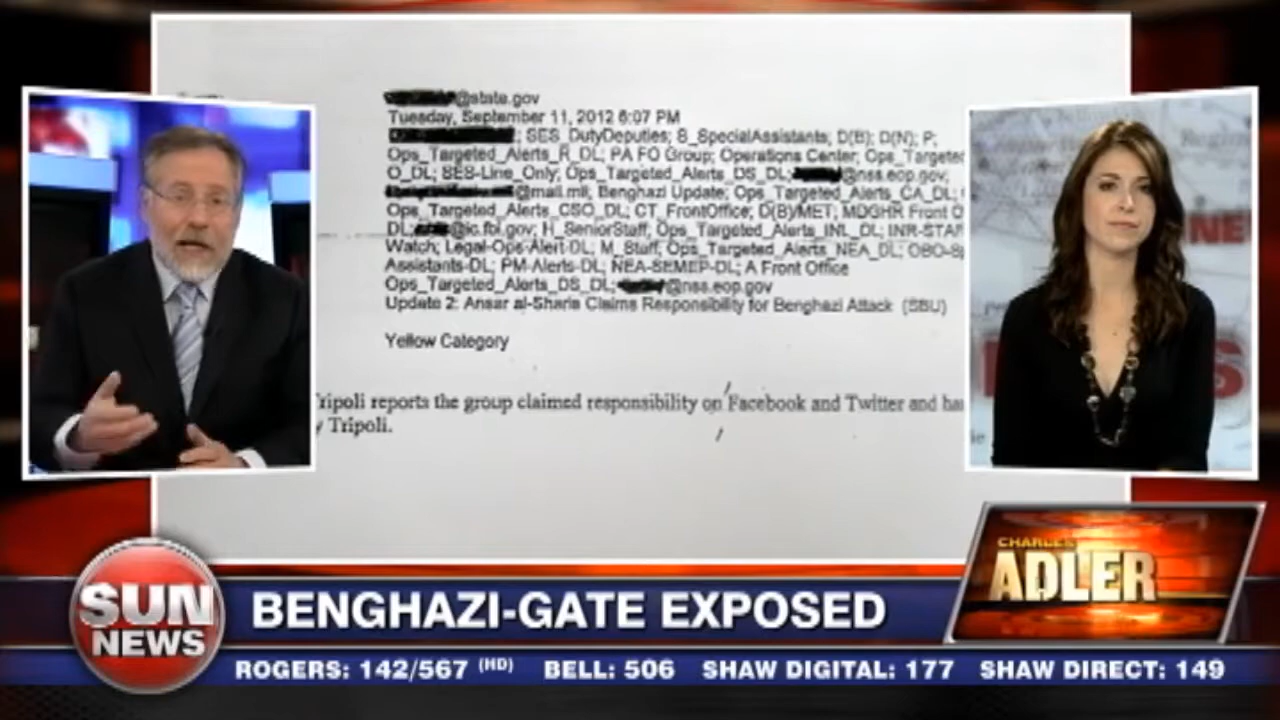 @state.gov
Tuesday, September 11, 2012 6:07 PM
; SES_DutyDeputies; S_SpecialAssistants; D(B); D(N); P;
Ops_Targeted_Alerts_R_DL; PA FO Group; Operations Center; Ops_Targeted
O_DL; SES-Line_Only; Ops_Targeted_Alerts_DS_DL; @nss.eop.gov;
@mail.mil; Benghazi Update; Ops_Targeted_Alerts_CA_DL;
Ops_Targeted_Alerts_CSO_DL; CT_FrontOffice; D(B)/MET; MDGHR Front O
DL; @ic.fbi.gov; H_SeniorStaff; Ops_Targeted_Alerts_INL_DL; INR-STAF
Watch; Legal-Ops-Alert-DL; M_Staff; Ops_Targeted_Alerts_NEA_DL; OBO-S
Assistants-DL; PM-Alerts-DL; NEA-SEMEP-DL; A Front Office
Ops_Targeted_Alerts_DS_DL; @nss.eop.gov
Update 2: Ansar al-Sharia Claims Responsibility for Benghazi Attack (SBU)
Yellow Category
Tripoli reports the group claimed responsibility on Facebook and Twitter and has
y Tripoli.
NE
S
CHARLES
ADLER
SUN
NEWS
BENGHAZI-GATE EXPOSED
ROGERS: 142/567 (HD) BELL: 506 SHAW DIGITAL: 177 SHAW DIRECT: 149